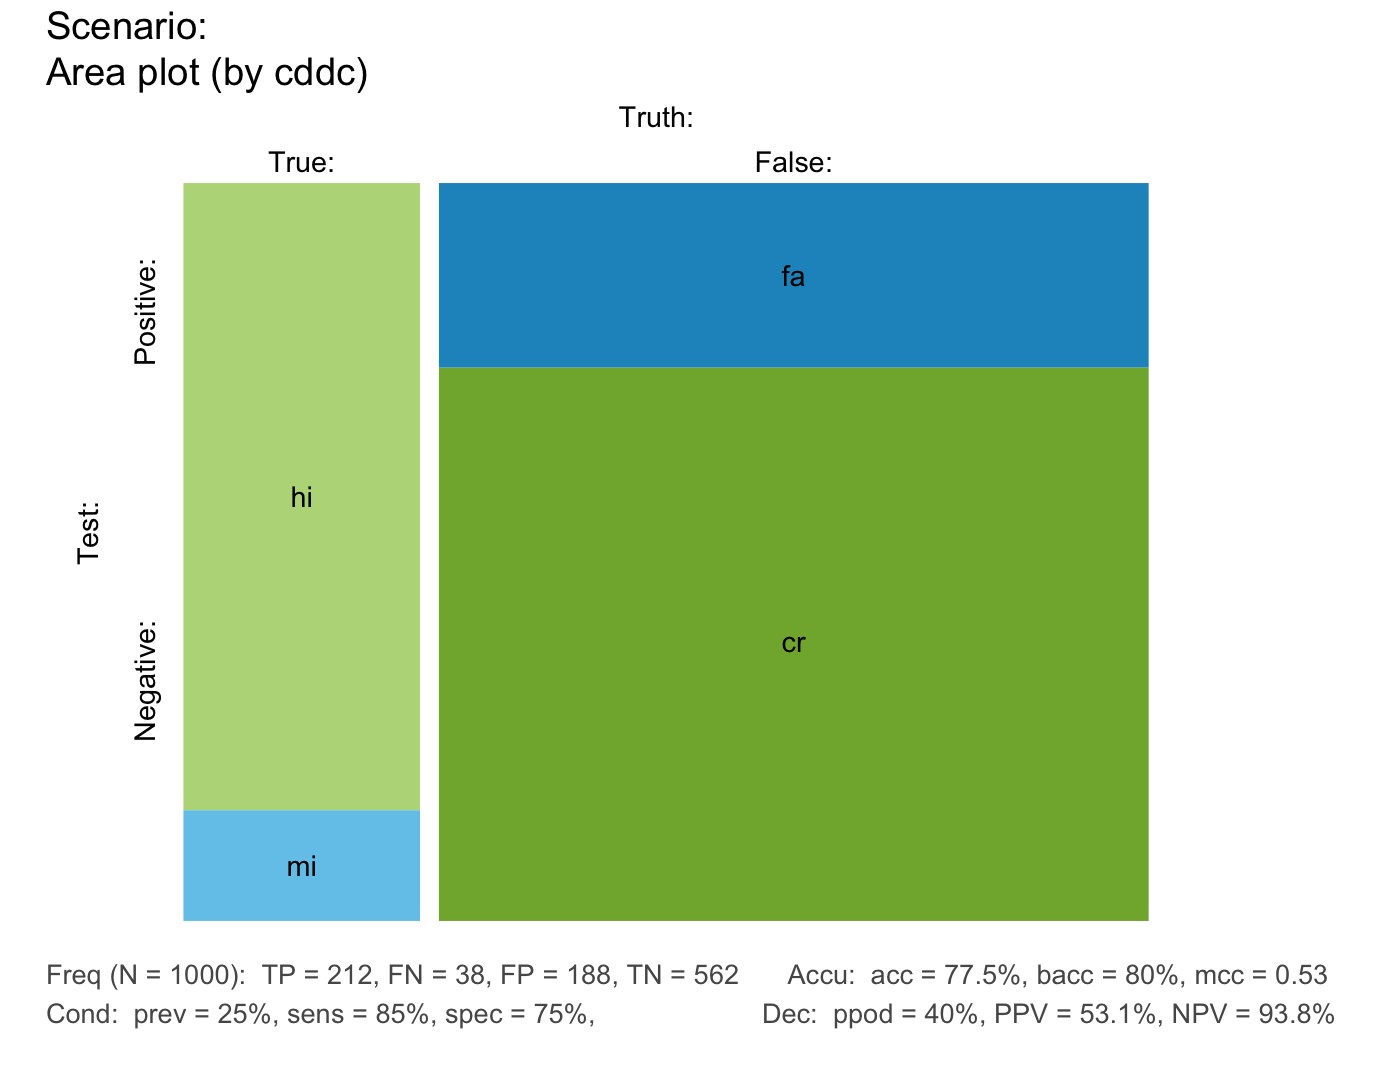 Scenario:
Area plot (by cddc)
Truth:
True:
False:
Positive:
fa
hi
Test:
Negative:
cr
mi
Freq (N = 1000):  TP = 212, FN = 38, FP = 188, TN = 562
Accu:  acc = 77.5%, bacc = 80%, mcc = 0.53
Cond:  prev = 25%, sens = 85%, spec = 75%,
Dec:  ppod = 40%, PPV = 53.1%, NPV = 93.8%